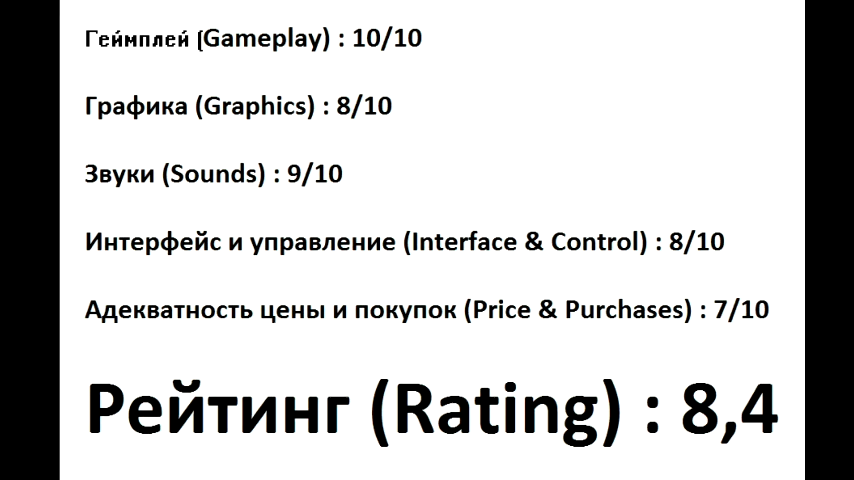 Геймплей (Gameplay) : 10/10
Графика (Graphics) : 8/10
Звуки (Sounds) : 9/10
Интерфейс и управление (Interface & Control) : 8/10
Адекватность цены и покупок (Price & Purchases) : 7/10
Рейтинг (Rating) : 8,4